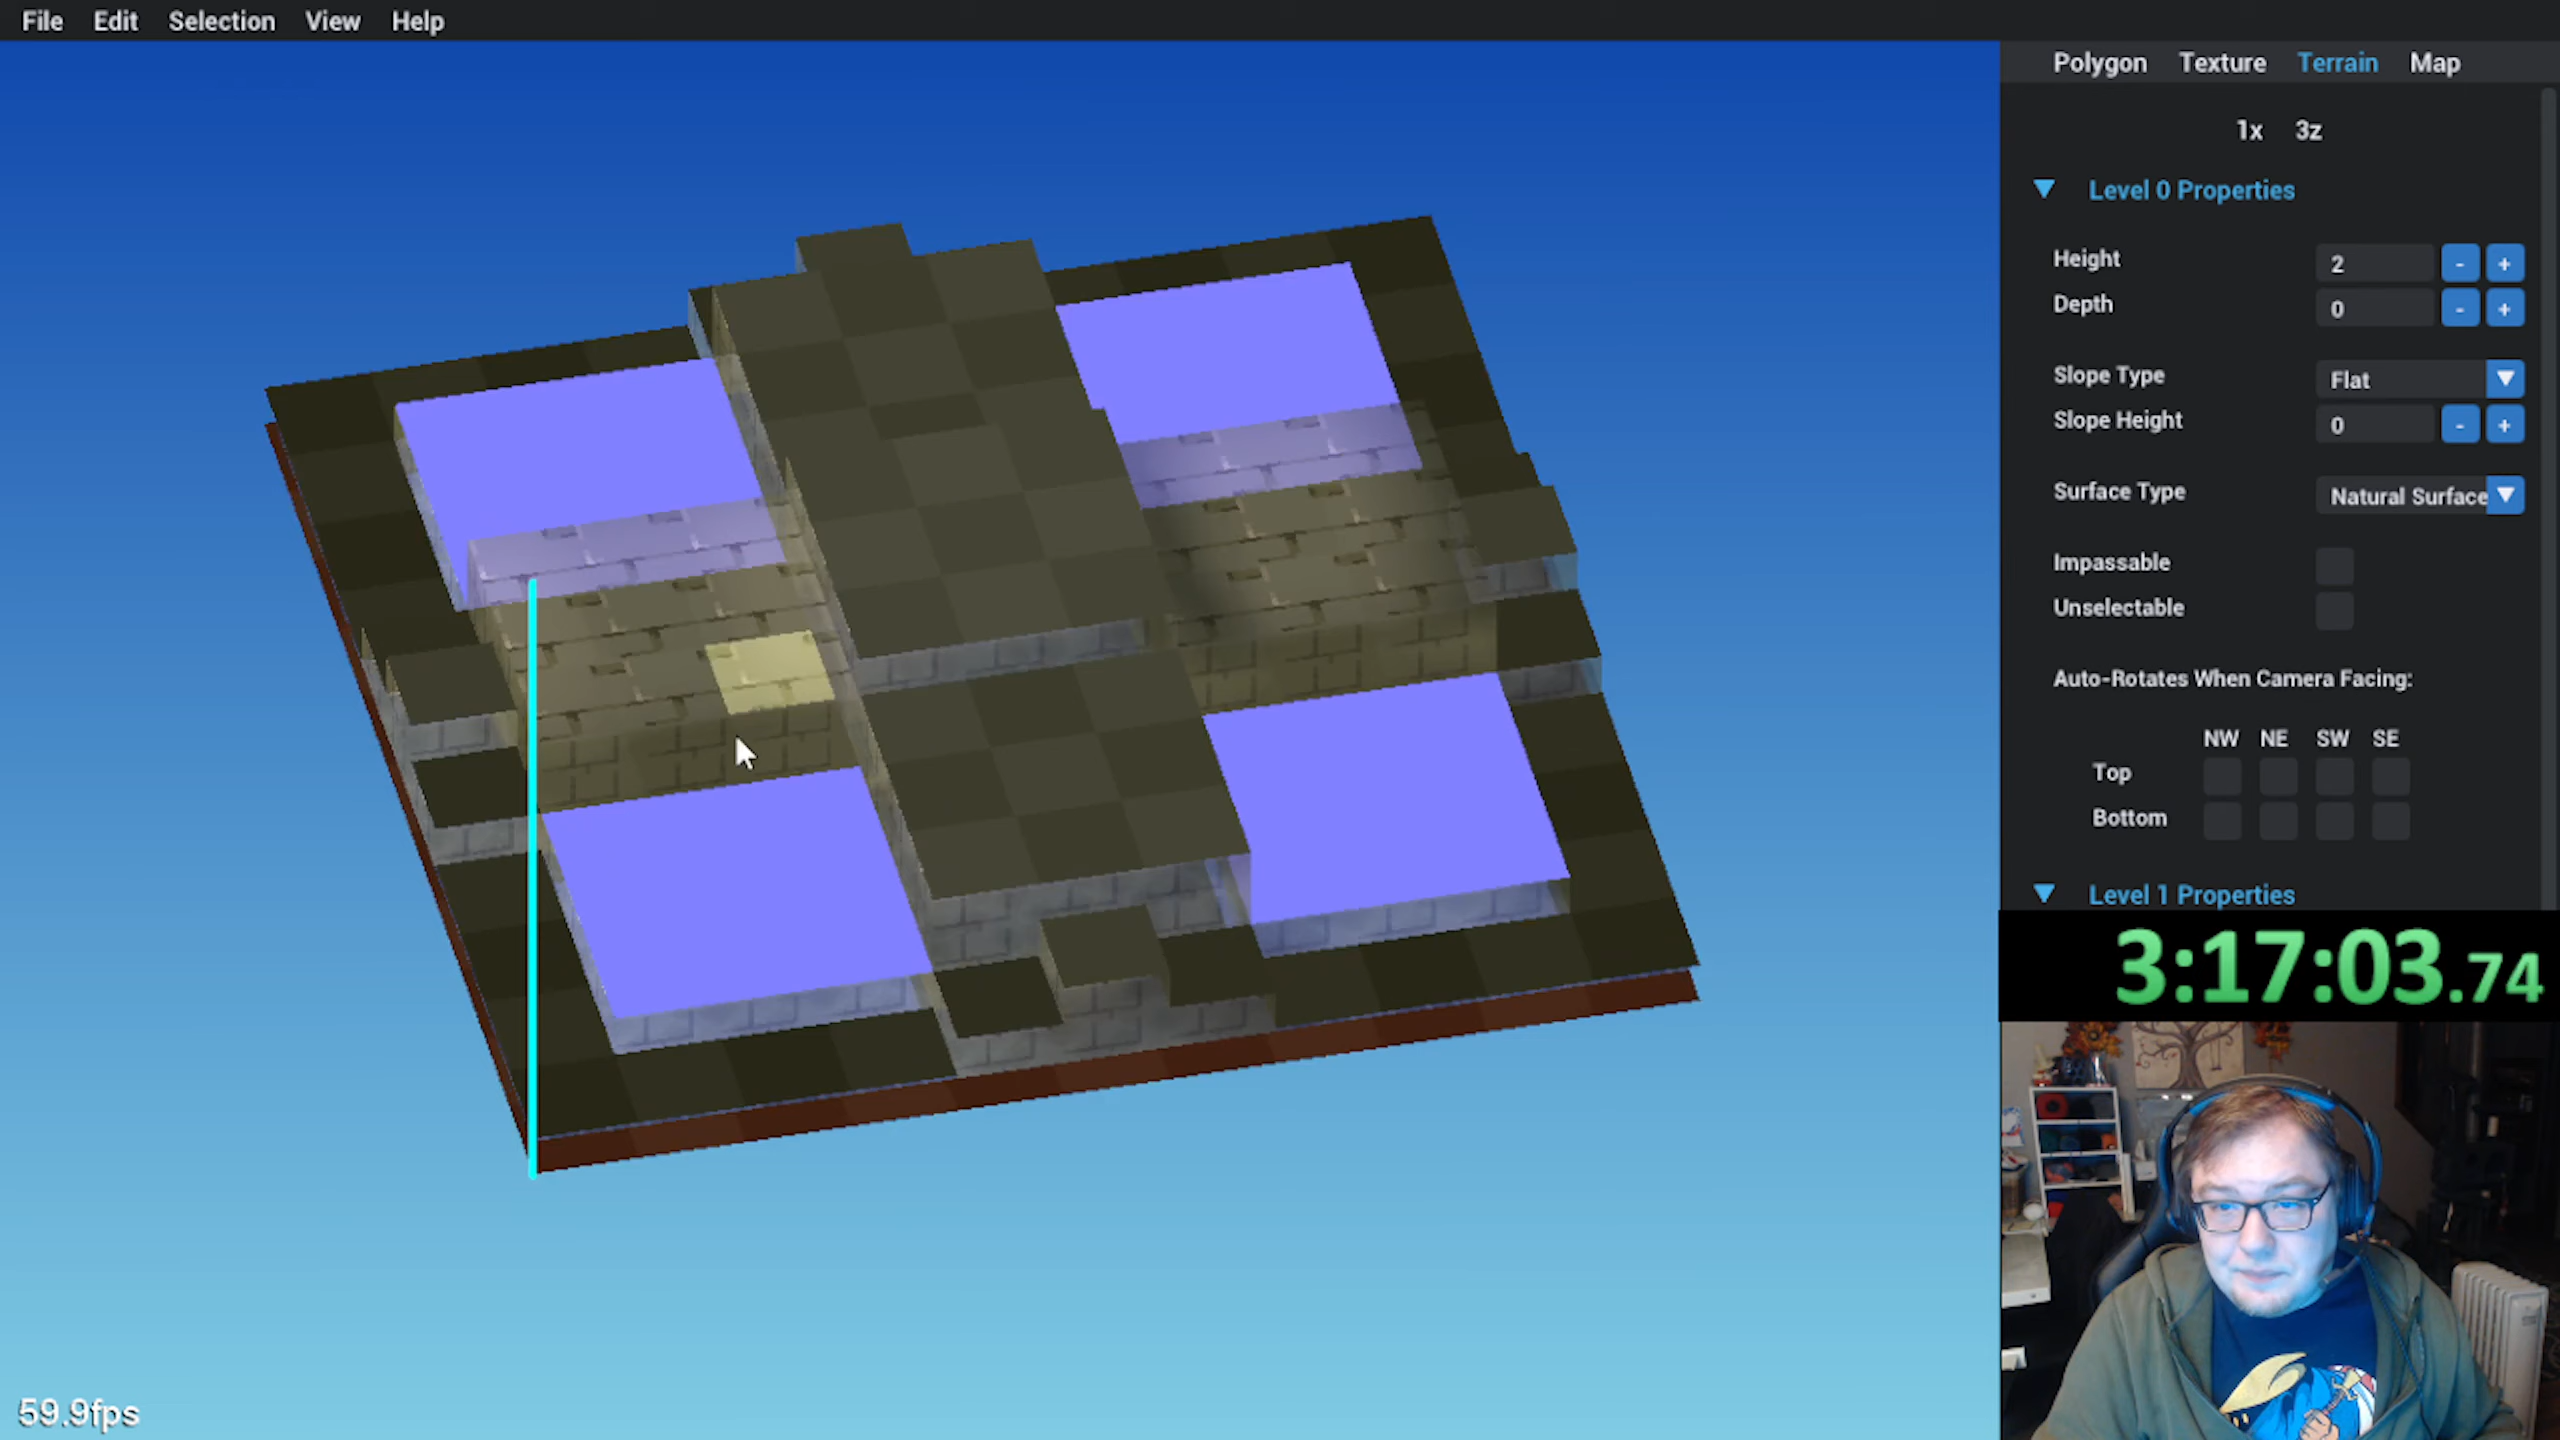 File Edit Selection View Help
Polygon Texture Terrain Map
1x 3z
Level 0 Properties
Height 2 - +
Depth 0 - +
Slope Type Flat
Slope Height 0 - +
Surface Type Natural Surface
Impassable
Unselectable
Auto-Rotates When Camera Facing:
NW NE SW SE
Top
Bottom
Level 1 Properties
3:17:03.74
59.9fps